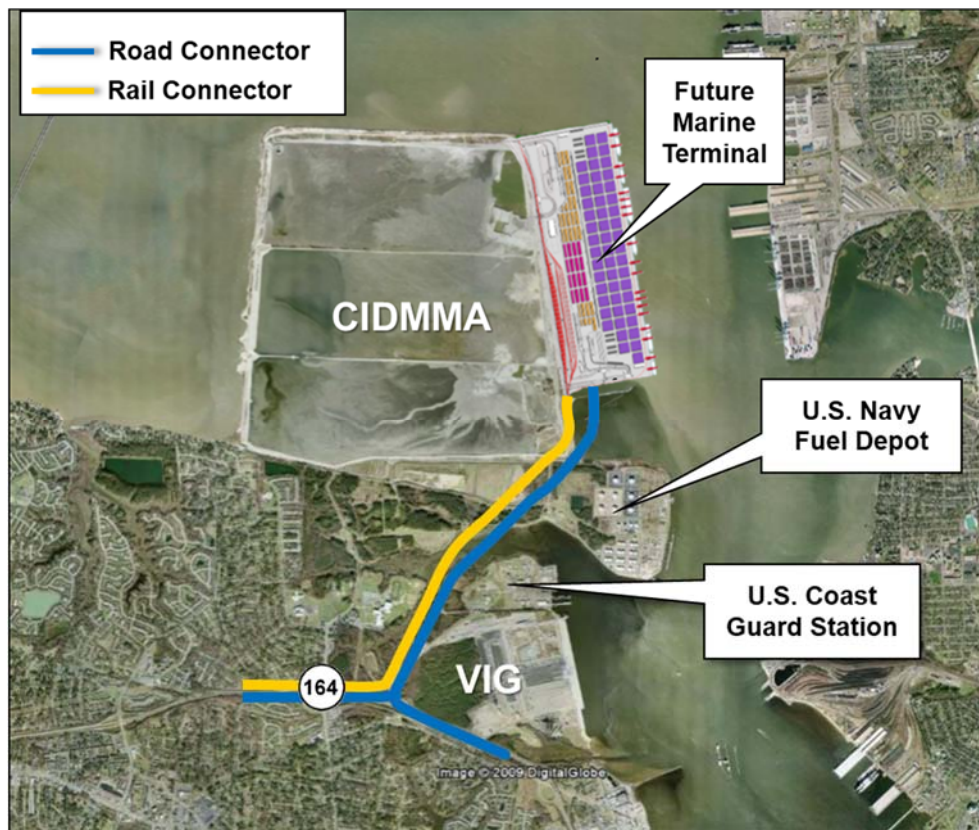 Road Connector
Rail Connector
Future
Marine
Terminal
CIDMMA
U.S. Navy
Fuel Depot
U.S. Coast
Guard Station
VIG
164
Image © 2009 DigitalGlobe